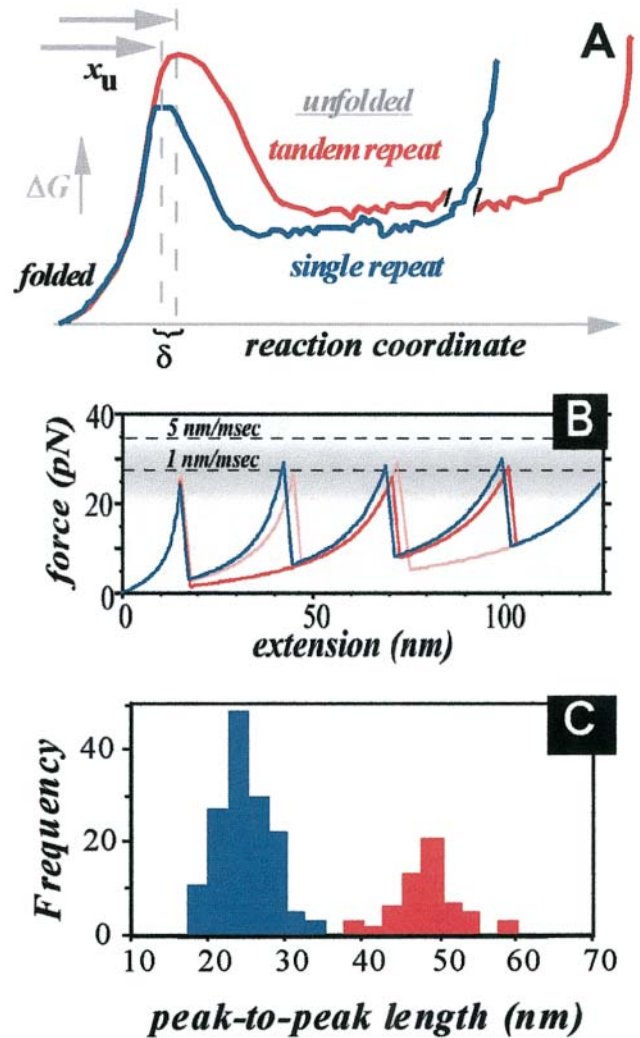 A
x_u
unfolded
tandem repeat
ΔG
folded
single repeat
δ
reaction coordinate
B
40
5 nm/msec
1 nm/msec
20
0
force (pN)
0 50 100
extension (nm)
C
40
20
0
Frequency
10 20 30 40 50 60 70
peak-to-peak length (nm)